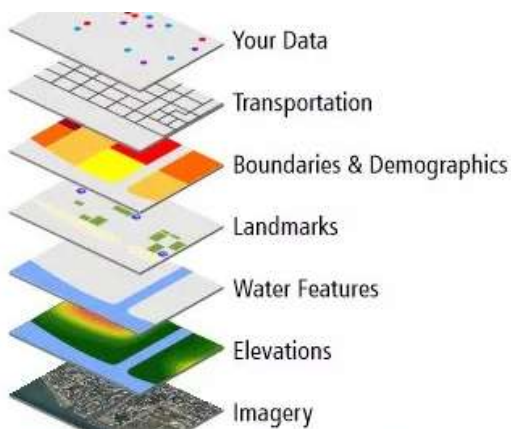 Your Data
Transportation
Boundaries & Demographics
Landmarks
Water Features
Elevations
Imagery